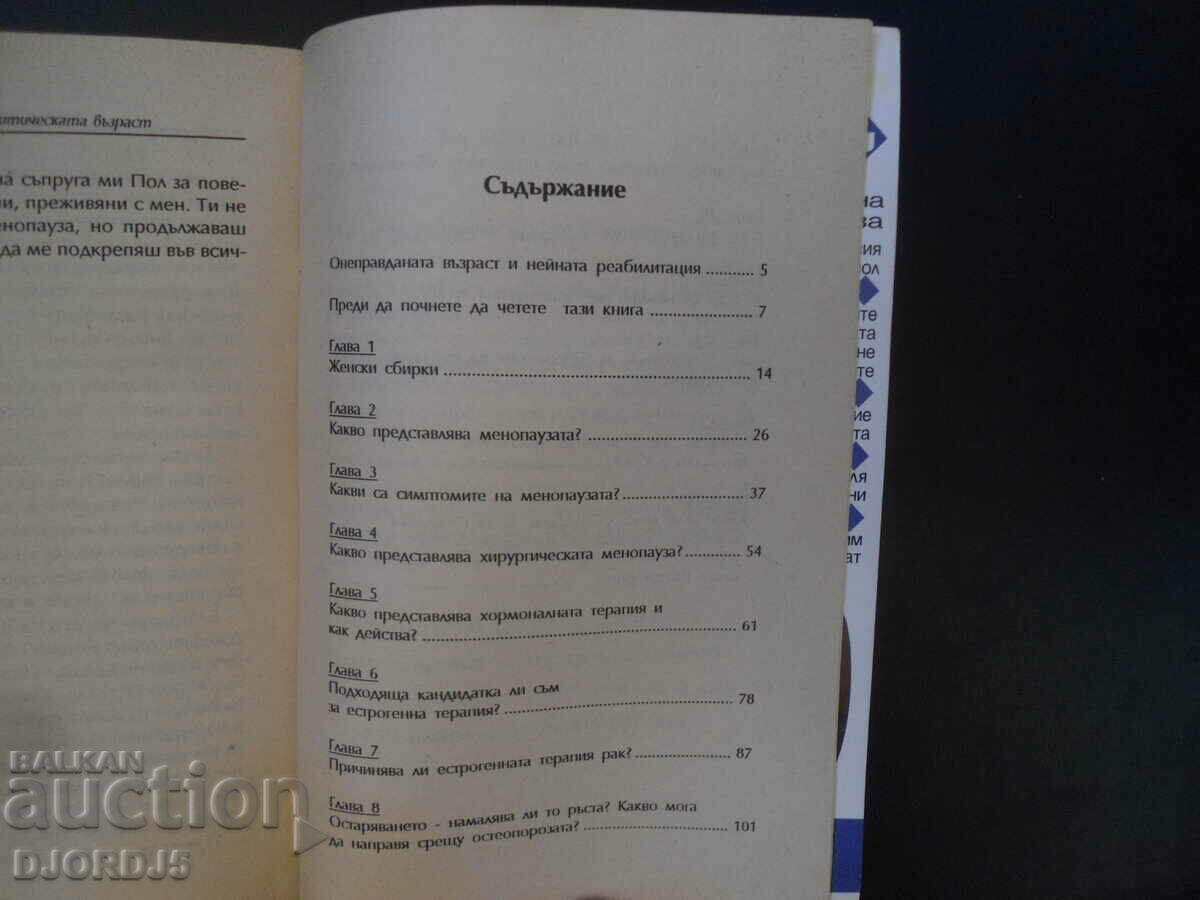 възраст
съпруга ми Пол за пове-
преживяни с мен. Ти не
но продължаваш
да ме подкрепяш във всич-
Съдържание
Онеправданата възраст и нейната реабилитация ........... 5
Преди да почнете да четете тази книга ................. 7
Глава 1
Женски сбирки ................ 14
Глава 2
Какво представлява менопаузата? ................ 26
Глава 3
Какви са симптомите на менопаузата? ................ 37
Глава 4
Какво представлява хирургическата менопауза? ........... 54
Глава 5
Какво представлява хормоналната терапия и
как действа? ................ 61
Глава 6
Подходяща кандидатка ли съм
за естрогенна терапия? ................ 78
Глава 7
Причинява ли естрогенната терапия рак? ................ 87
Глава 8
Остаряването - намалява ли то ръста? Какво мога
да направя срещу остеопорозата? ................ 101
BALKAN
auction
DJORDJ5